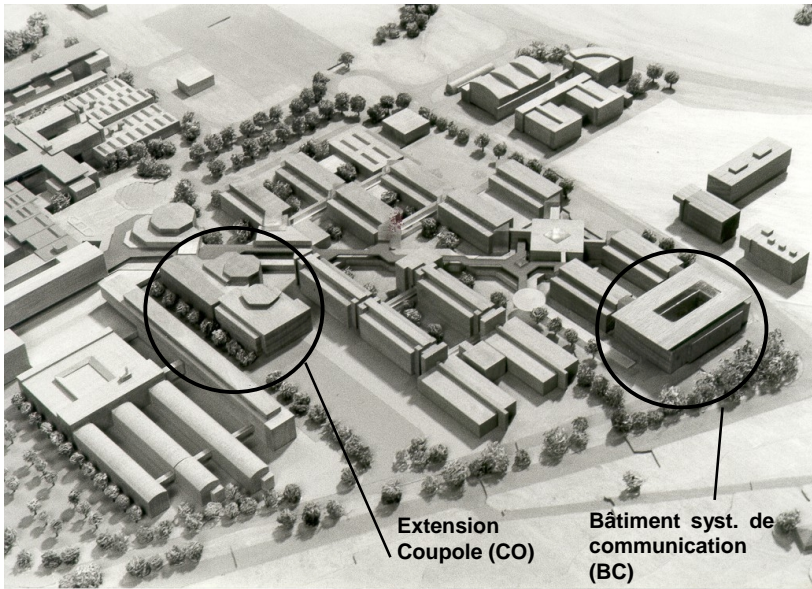 Extension
Coupole (CO)
Bâtiment syst. de
communication
(BC)